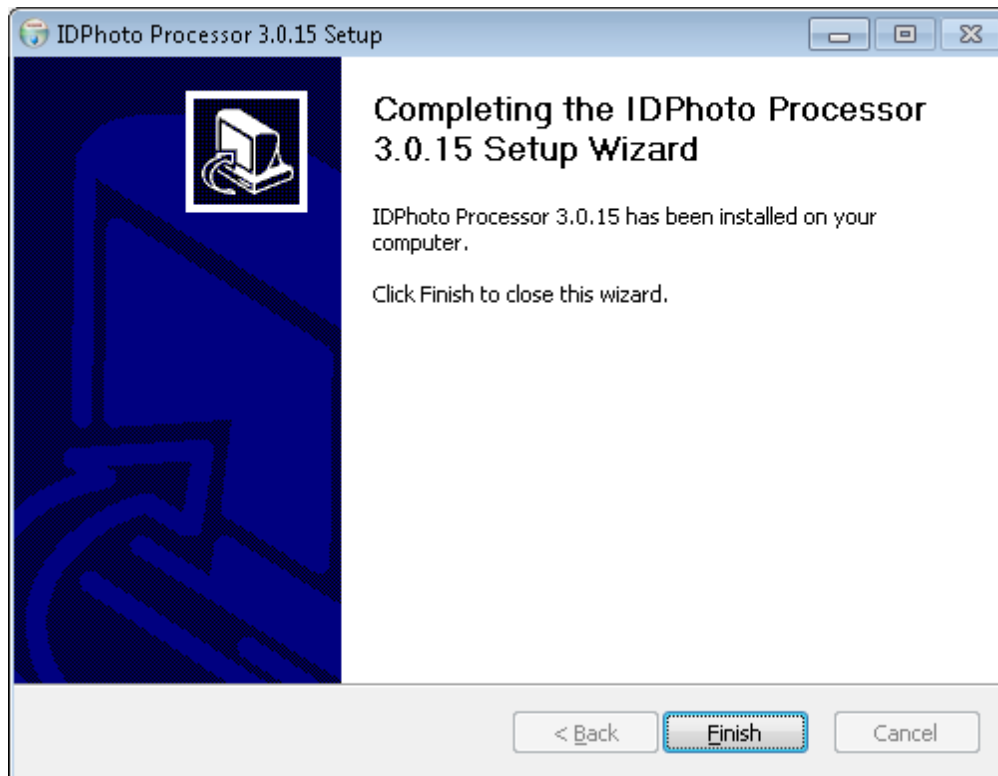 IDPhoto Processor 3.0.15 Setup
Completing the IDPhoto Processor
3.0.15 Setup Wizard
IDPhoto Processor 3.0.15 has been installed on your
computer.
Click Finish to close this wizard.
< Back Finish Cancel